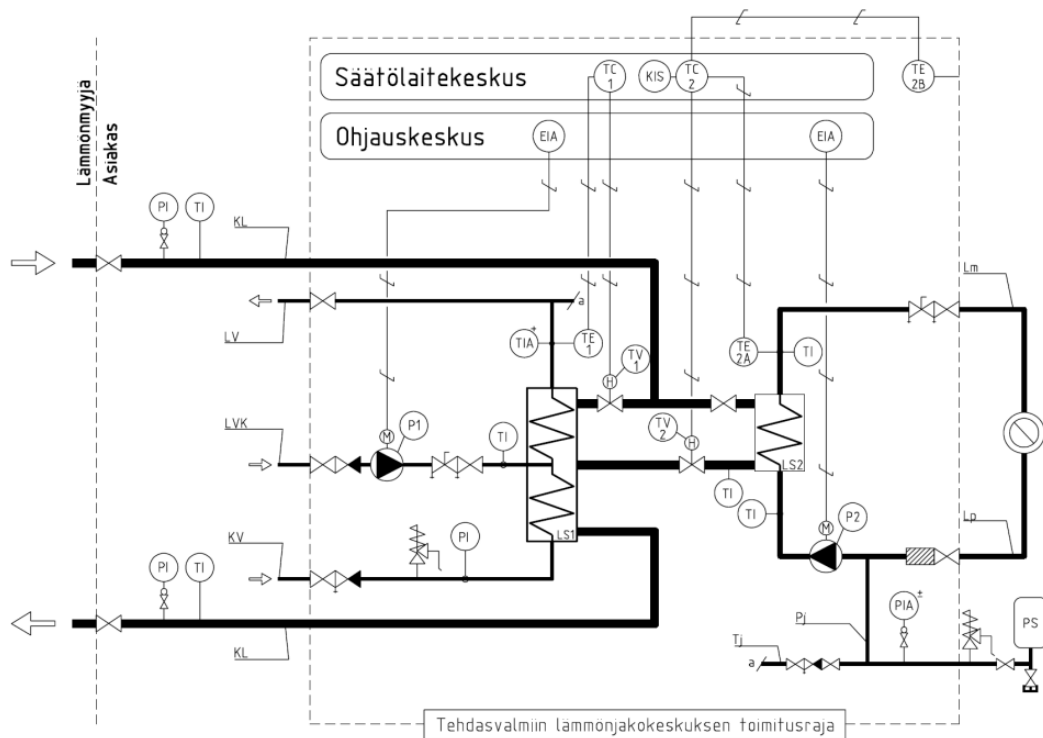 Säätölaitekeskus
TC
1
KIS
TC
2
TE
2B
Ohjauskeskus
EIA
EIA
Lämmönmyyjä
Asiakas
PI
TI
KL
Lm
a
LV
TIA
+
TE
1
TV
1
TE
2A
TI
LVK
P1
TI
TV
2
M
H
H
LS2
TI
TI
M
P2
Lp
KV
PI
LS1
PI
TI
KL
PIA
±
Pj
PS
Tj
a
Tehdasvalmiin lämmönjakokeskuksen toimitusraja